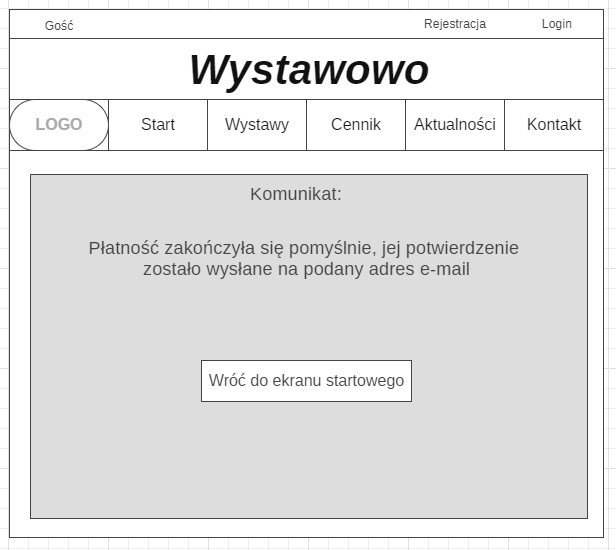 Gość Rejestracja Login
Wystawowo
LOGO Start Wystawy Cennik Aktualności Kontakt
Komunikat:
Płatność zakończyła się pomyślnie, jej potwierdzenie
zostało wysłane na podany adres e-mail
Wróć do ekranu startowego